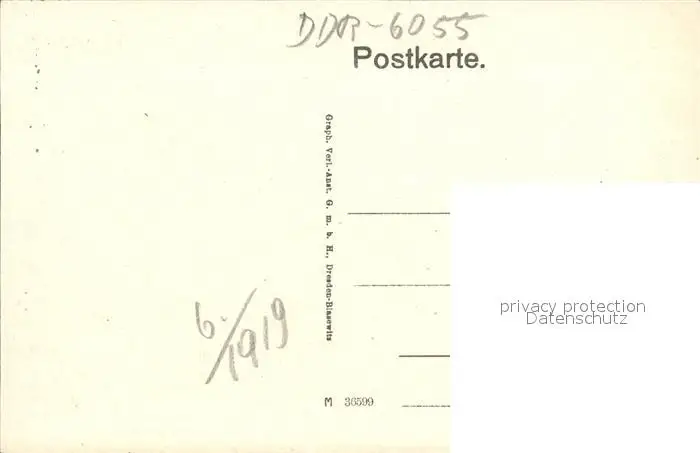 DDR-6055
Postkarte.
Graph. Verl.-Anst. G. m. b. H., Dresden-Blasewitz
6./1919
M 36599
privacy protection
Datenschutz